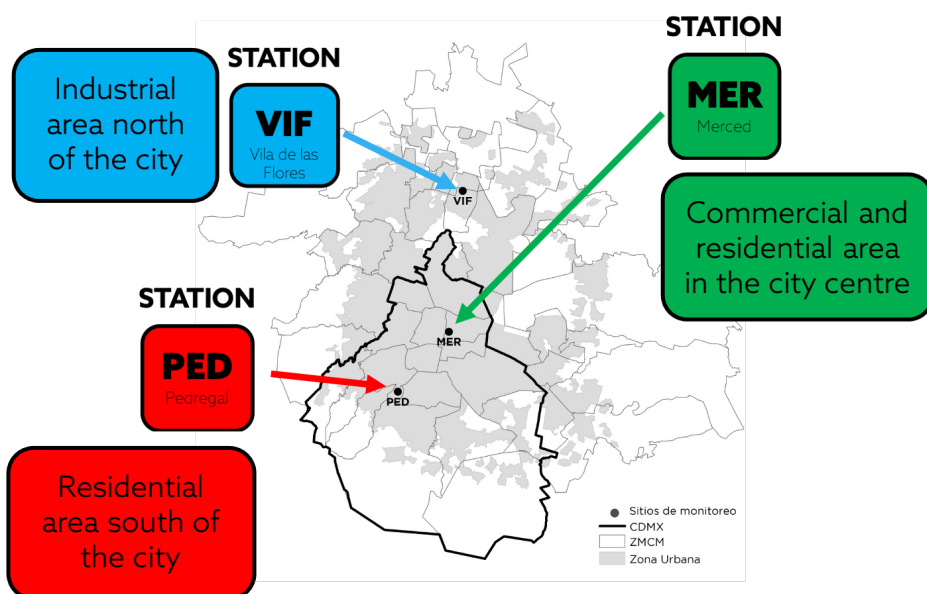 STATION
VIF
Vila de las
Flores
Industrial
area north
of the city
STATION
MER
Merced
Commercial and
residential area
in the city centre
STATION
PED
Pedregal
Residential
area south of
the city
VIF
MER
PED
Sitios de monitoreo
CDMX
ZMCM
Zona Urbana